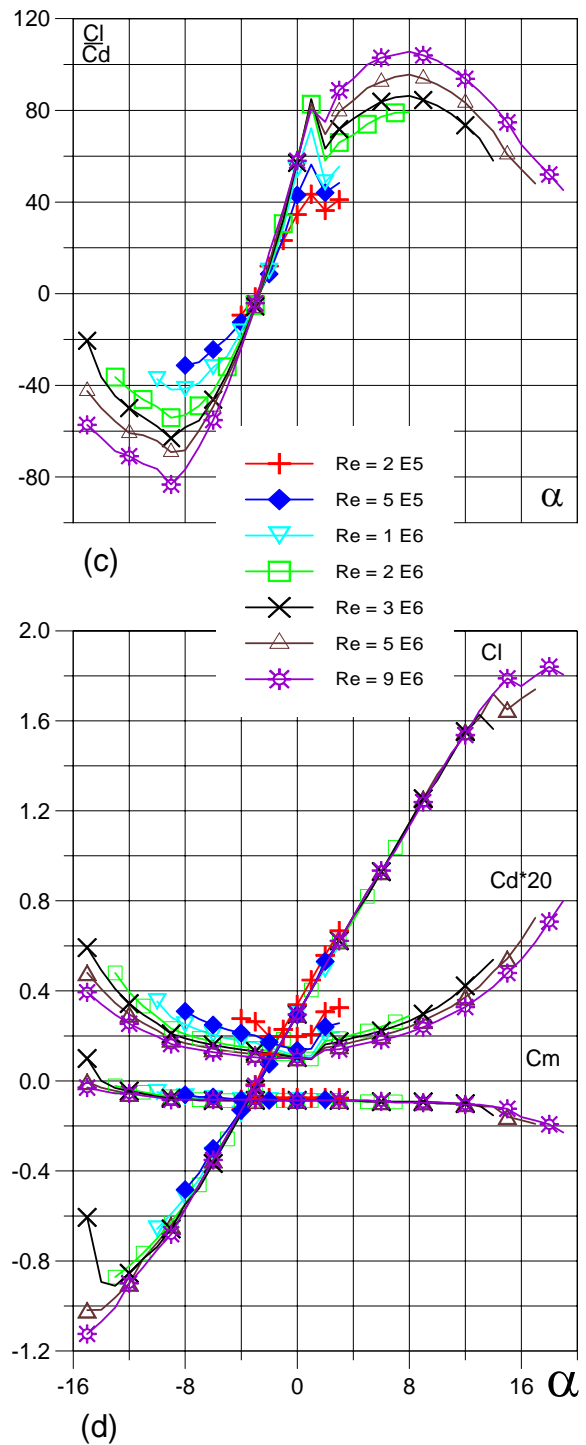 120
Cl
Cd
80
40
0
-40
-80
α
(c)
Re = 2 E5
Re = 5 E5
Re = 1 E6
Re = 2 E6
Re = 3 E6
Re = 5 E6
Re = 9 E6
2.0
Cl
1.6
1.2
0.8
Cd*20
0.4
Cm
0.0
-0.4
-0.8
-1.2
-16 -8 0 8 16 α
(d)